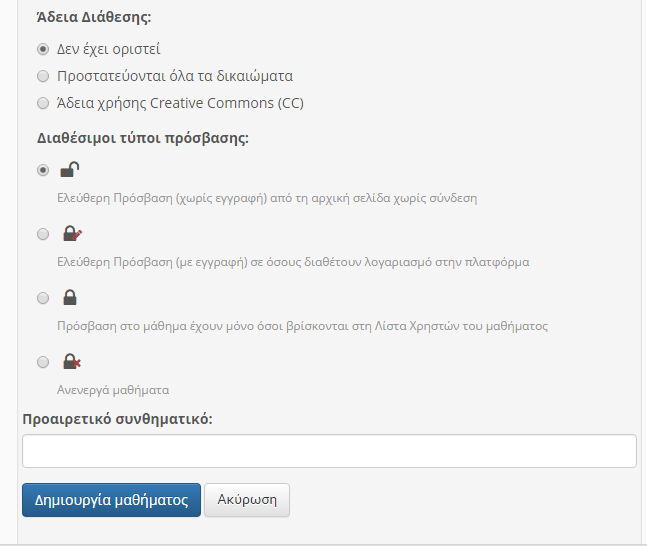 Άδεια Διάθεσης:
Δεν έχει οριστεί
Προστατεύονται όλα τα δικαιώματα
Άδεια χρήσης Creative Commons (CC)
Διαθέσιμοι τύποι πρόσβασης:
Ελεύθερη Πρόσβαση (χωρίς εγγραφή) από τη αρχική σελίδα χωρίς σύνδεση
Ελεύθερη Πρόσβαση (με εγγραφή) σε όσους διαθέτουν λογαριασμό στην πλατφόρμα
Πρόσβαση στο μάθημα έχουν μόνο όσοι βρίσκονται στη Λίστα Χρηστών του μαθήματος
Ανενεργά μαθήματα
Προαιρετικό συνθηματικό:
Δημιουργία μαθήματος Ακύρωση